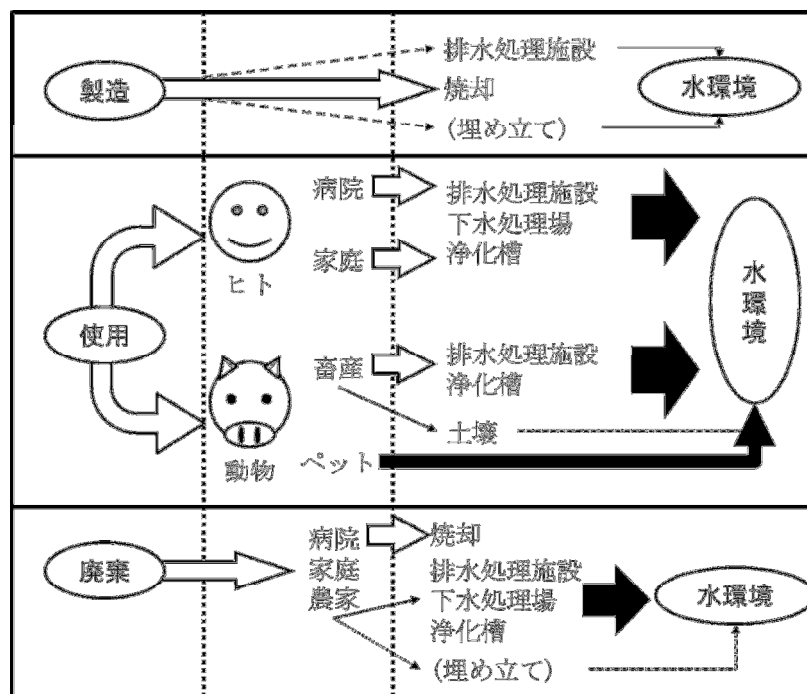 製造
排水処理施設
焼却
(埋め立て)
水環境
使用
ヒト
病院
家庭
排水処理施設
下水処理場
浄化槽
動物
畜産
排水処理施設
浄化槽
土壌
ペット
水環境
廃棄
病院
家庭
農家
焼却
排水処理施設
下水処理場
浄化槽
(埋め立て)
水環境